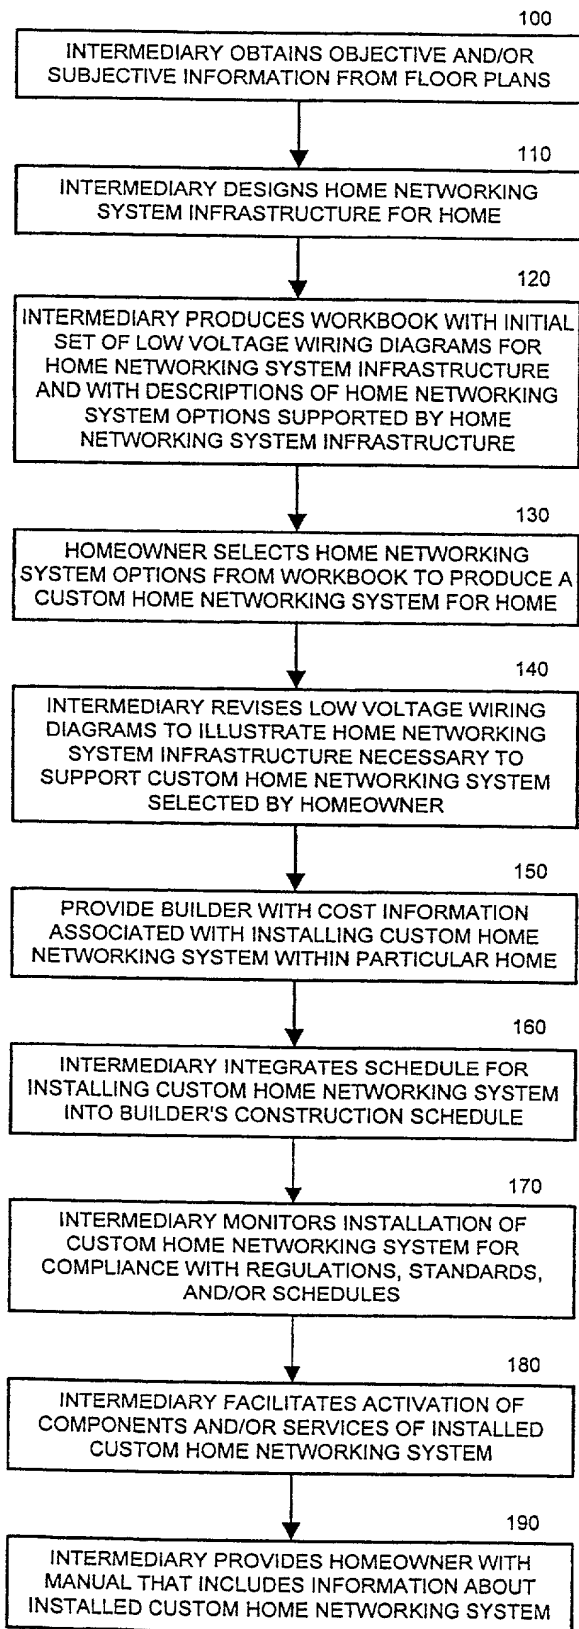 100
INTERMEDIARY OBTAINS OBJECTIVE AND/OR
SUBJECTIVE INFORMATION FROM FLOOR PLANS
110
INTERMEDIARY DESIGNS HOME NETWORKING
SYSTEM INFRASTRUCTURE FOR HOME
120
INTERMEDIARY PRODUCES WORKBOOK WITH INITIAL
SET OF LOW VOLTAGE WIRING DIAGRAMS FOR
HOME NETWORKING SYSTEM INFRASTRUCTURE
AND WITH DESCRIPTIONS OF HOME NETWORKING
SYSTEM OPTIONS SUPPORTED BY HOME
NETWORKING SYSTEM INFRASTRUCTURE
130
HOMEOWNER SELECTS HOME NETWORKING
SYSTEM OPTIONS FROM WORKBOOK TO PRODUCE A
CUSTOM HOME NETWORKING SYSTEM FOR HOME
140
INTERMEDIARY REVISES LOW VOLTAGE WIRING
DIAGRAMS TO ILLUSTRATE HOME NETWORKING
SYSTEM INFRASTRUCTURE NECESSARY TO
SUPPORT CUSTOM HOME NETWORKING SYSTEM
SELECTED BY HOMEOWNER
150
PROVIDE BUILDER WITH COST INFORMATION
ASSOCIATED WITH INSTALLING CUSTOM HOME
NETWORKING SYSTEM WITHIN PARTICULAR HOME
160
INTERMEDIARY INTEGRATES SCHEDULE FOR
INSTALLING CUSTOM HOME NETWORKING SYSTEM
INTO BUILDER'S CONSTRUCTION SCHEDULE
170
INTERMEDIARY MONITORS INSTALLATION OF
CUSTOM HOME NETWORKING SYSTEM FOR
COMPLIANCE WITH REGULATIONS, STANDARDS,
AND/OR SCHEDULES
180
INTERMEDIARY FACILITATES ACTIVATION OF
COMPONENTS AND/OR SERVICES OF INSTALLED
CUSTOM HOME NETWORKING SYSTEM
190
INTERMEDIARY PROVIDES HOMEOWNER WITH
MANUAL THAT INCLUDES INFORMATION ABOUT
INSTALLED CUSTOM HOME NETWORKING SYSTEM